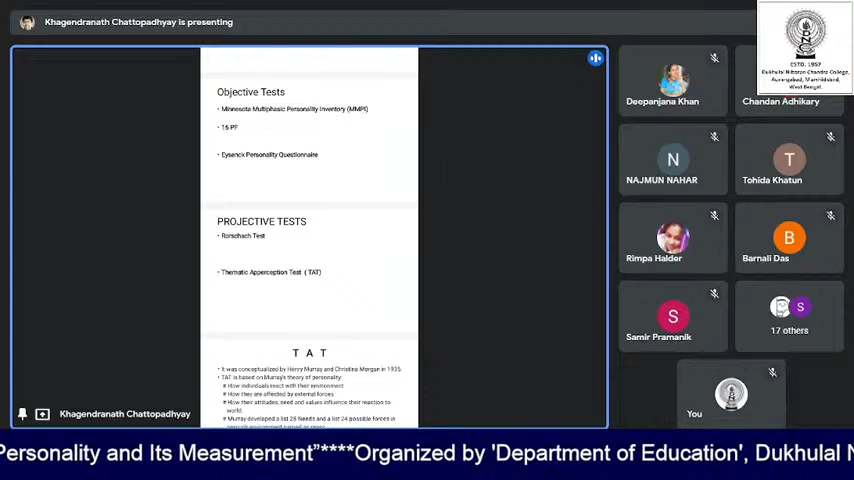 Khagendranath Chattopadhyay is presenting
Objective Tests
• Minnesota Multiphasic Personality Inventory (MMPI)
• 16 PF
• Eysenck Personality Questionnaire
PROJECTIVE TESTS
• Rorschach Test
• Thematic Apperception Test ( TAT)
T A T
• It was conceptualized by Henry Murray and Christina Morgan in 1935.
• TAT is based on Murray's theory of personality:
# How individuals react with their environment
# How they are affected by external forces
# How their attitudes, need and values influence their reaction to
world.
# Murray developed a list 28 Needs and a list 24 possible forces in
Khagendranath Chattopadhyay
ESTD. 1967
Dukhulal Nibaran Chandra College,
Aurangabad, Murshidabad,
West Bengal.
Deepanjana Khan
Chandan Adhikary
N
NAJMUN NAHAR
T
Tohida Khatun
Rimpa Halder
B
Barnali Das
S
Samir Pramanik
S
17 others
You
Personality and Its Measurement”****Organized by 'Department of Education', Dukhulal N